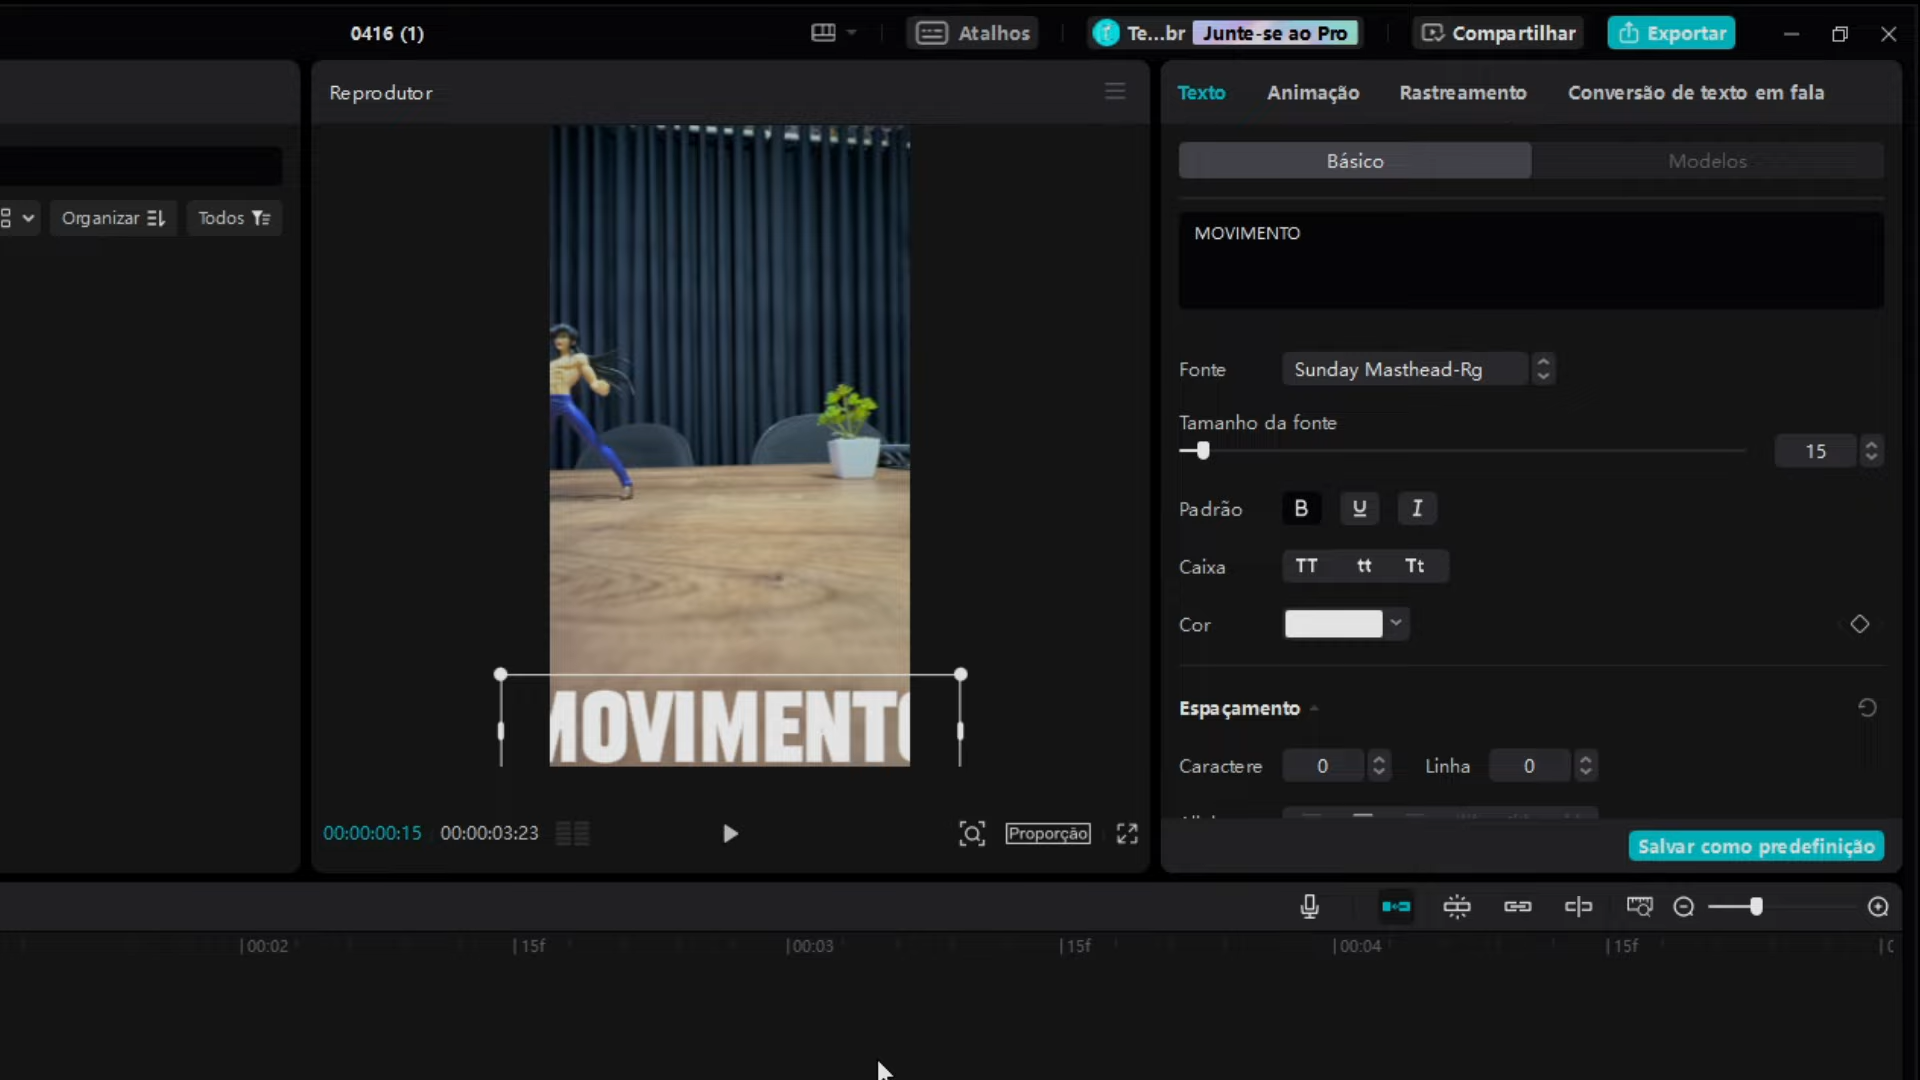 0416 (1)
Atalhos
Te...br
Junte-se ao Pro
Compartilhar
Exportar
Organizar
Todos
Reprodutor
MOVIMENTO
00:00:00:15
00:00:03:23
Proporção
Texto
Animação
Rastreamento
Conversão de texto em fala
Básico
Modelos
MOVIMENTO
Fonte
Sunday Masthead-Rg
Tamanho da fonte
15
Padrão
B
U
I
Caixa
TT
tt
Tt
Cor
Espaçamento
Caractere
0
Linha
0
Salvar como predefinição
00:02
15f
00:03
15f
00:04
15f